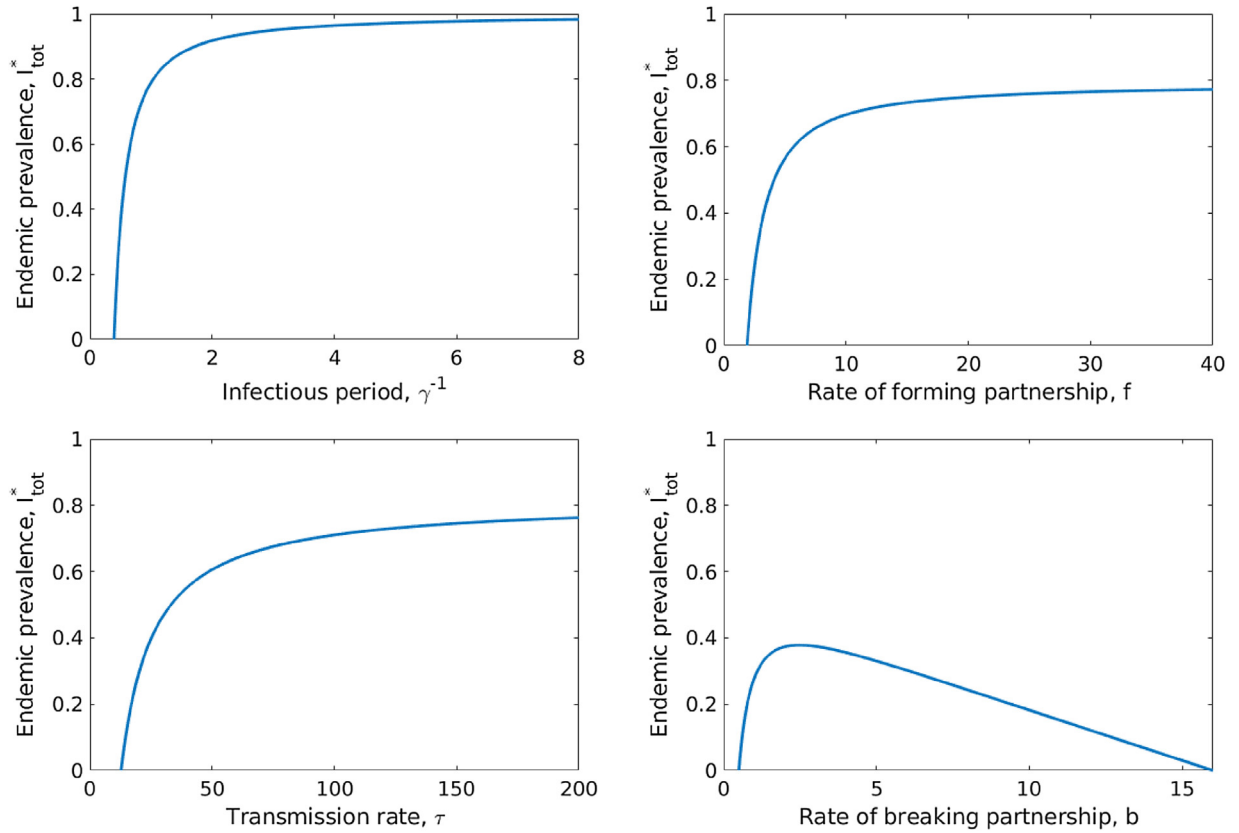 Endemic prevalence, I*tot
1
0.8
0.6
0.4
0.2
0
0 2 4 6 8
Infectious period, γ-1
Endemic prevalence, I*tot
1
0.8
0.6
0.4
0.2
0
0 10 20 30 40
Rate of forming partnership, f
Endemic prevalence, I*tot
1
0.8
0.6
0.4
0.2
0
0 50 100 150 200
Transmission rate, τ
Endemic prevalence, I*tot
1
0.8
0.6
0.4
0.2
0
0 5 10 15
Rate of breaking partnership, b